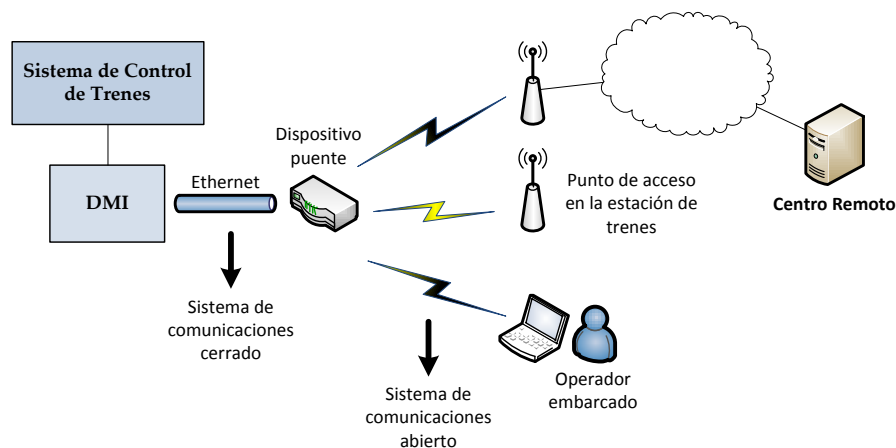 Sistema de Control
de Trenes
DMI
Ethernet
Dispositivo
puente
Punto de acceso
en la estación de
trenes
Centro Remoto
Sistema de
comunicaciones
cerrado
Sistema de
comunicaciones
abierto
Operador
embarcado